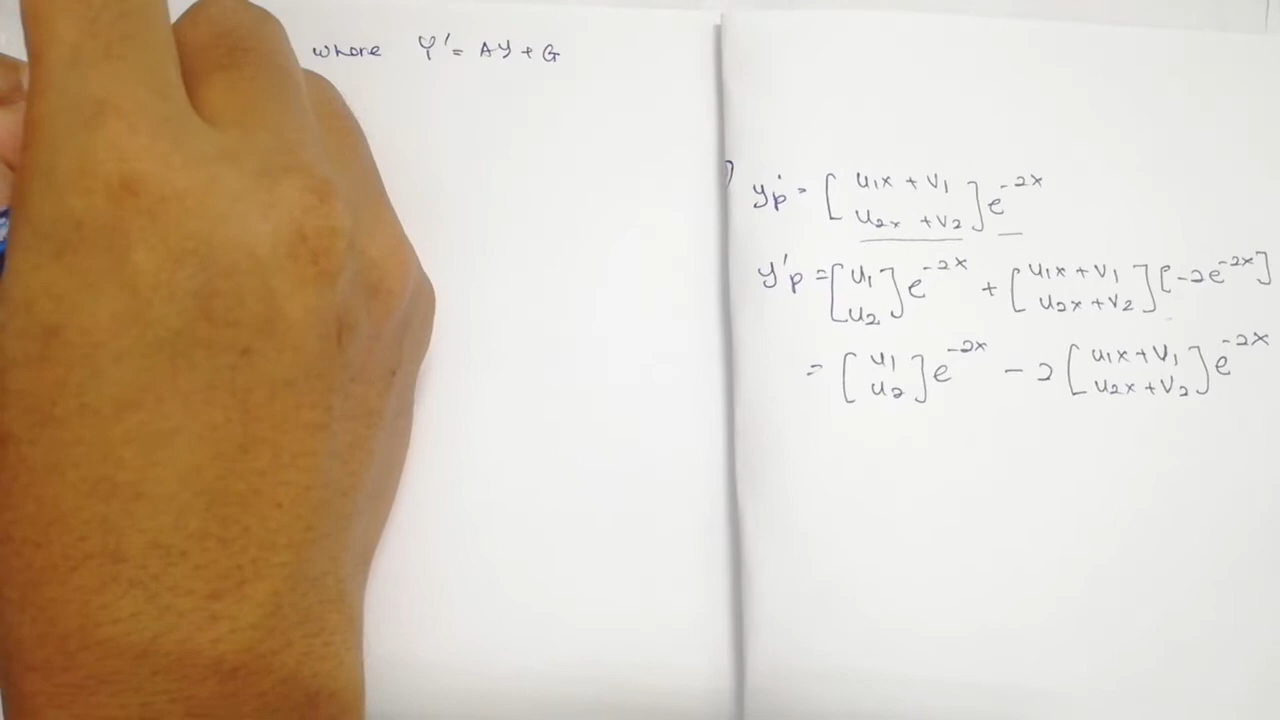 where Y' = AY + G
yp = [ u1x + v1 u2x + v2 ] e^-2x
y'p = [ u1 u2 ] e^-2x + [ u1x + v1 u2x + v2 ] [-2e^-2x]
= [ u1 u2 ] e^-2x - 2 [ u1x + v1 u2x + v2 ] e^-2x